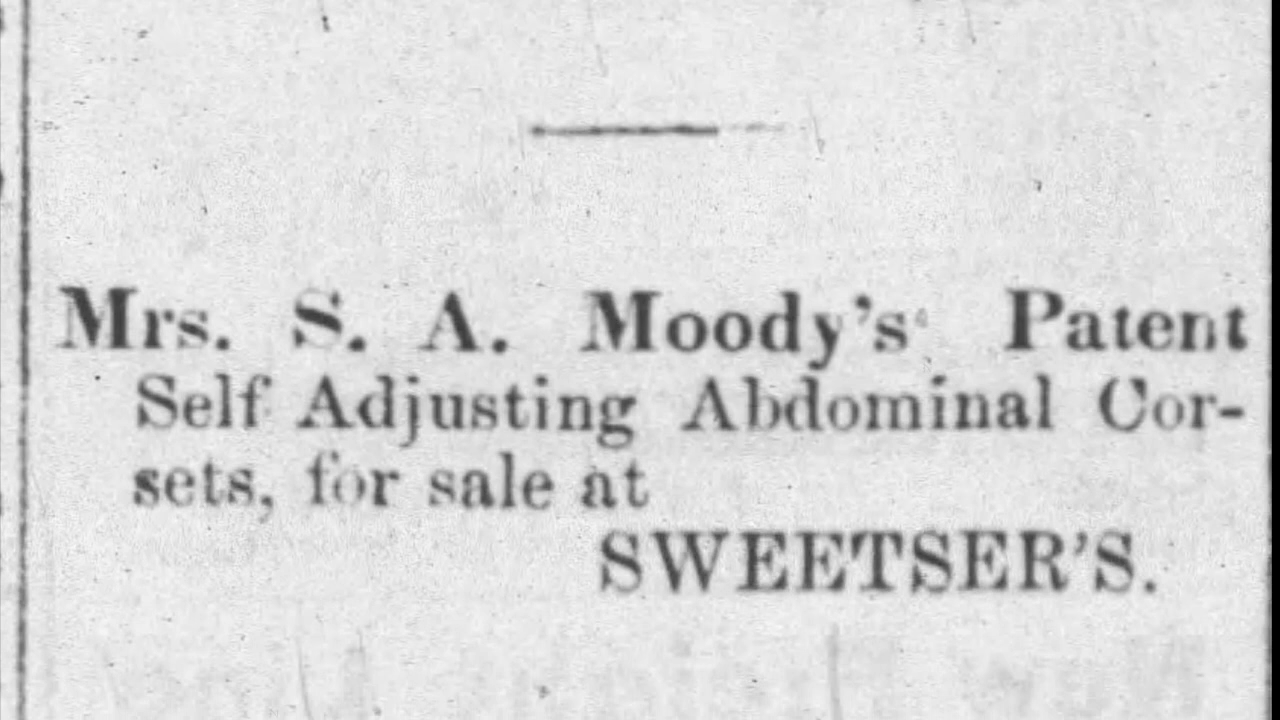 Mrs. S. A. Moody's Patent
Self Adjusting Abdominal Cor-
sets, for sale at
SWEETSER'S.